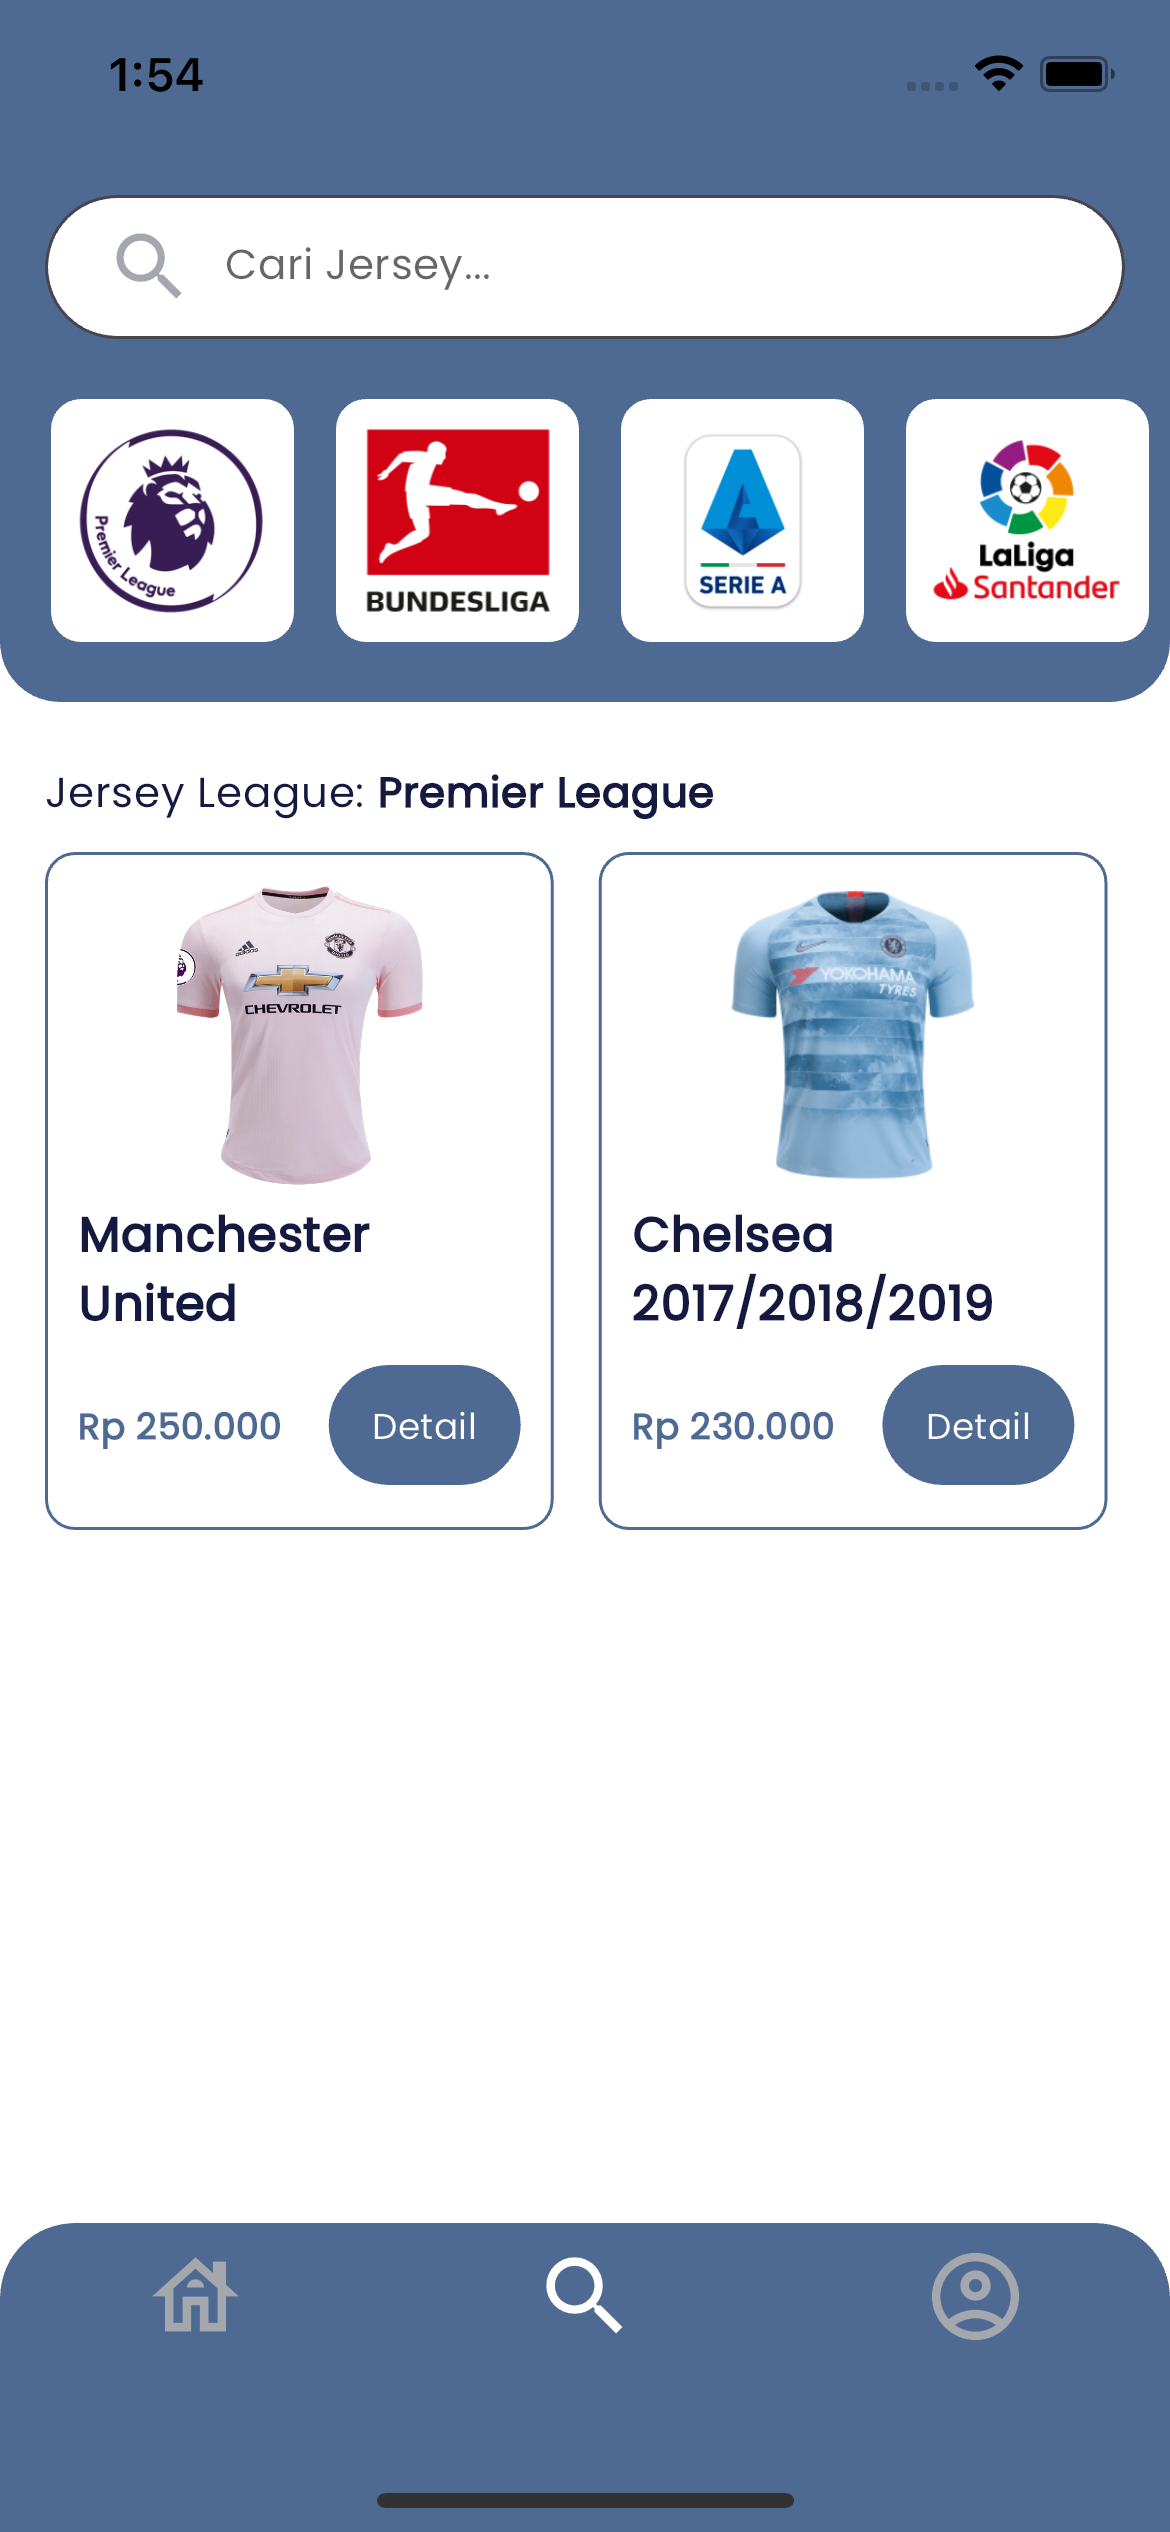 1:54
Cari Jersey...
Premier League
BUNDESLIGA
SERIE A
LaLiga
Santander
Jersey League: Premier League
adidas
CHEVROLET
YOKOHAMA
TYRES
Manchester
United
Chelsea
2017/2018/2019
Rp 250.000
Detail
Rp 230.000
Detail